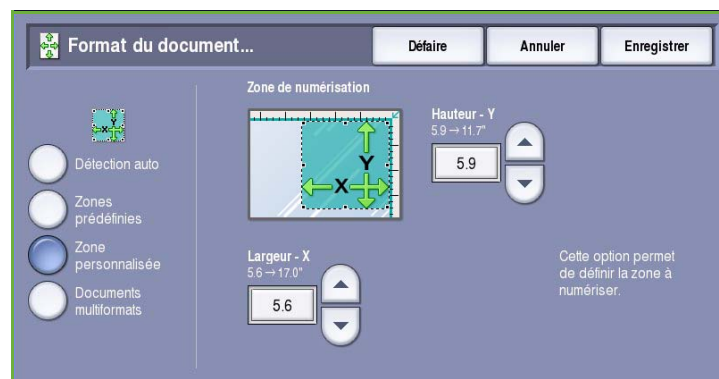 Format du document...
Défaire
Annuler
Enregistrer
Zone de numérisation
Y
X
Hauteur - Y
5.9→11.7"
5.9
Y
X
Détection auto
Zones
prédéfinies
Zone
personnalisée
Documents
multiformats
Largeur - X
5.6→17.0"
5.6
Cette option permet
de définir la zone à
numériser.